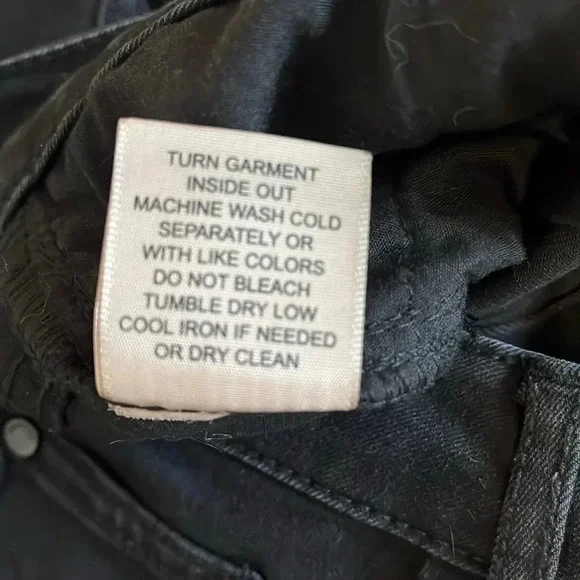 TURN GARMENT
INSIDE OUT
MACHINE WASH COLD
SEPARATELY OR
WITH LIKE COLORS
DO NOT BLEACH
TUMBLE DRY LOW
COOL IRON IF NEEDED
OR DRY CLEAN